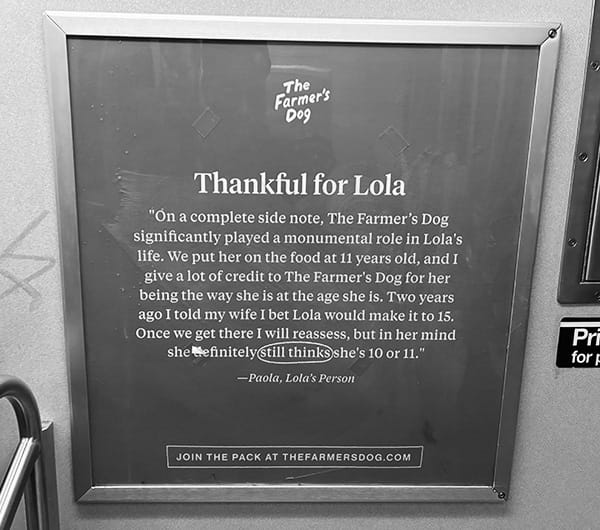 The
Farmer's
Dog
Thankful for Lola
"On a complete side note, The Farmer's Dog
significantly played a monumental role in Lola's
life. We put her on the food at 11 years old, and I
give a lot of credit to The Farmer's Dog for her
being the way she is at the age she is. Two years
ago I told my wife I bet Lola would make it to 15.
Once we get there I will reassess, but in her mind
she definitely still thinks she's 10 or 11."
—Paola, Lola's Person
JOIN THE PACK AT THEFARMERSDOG.COM
for